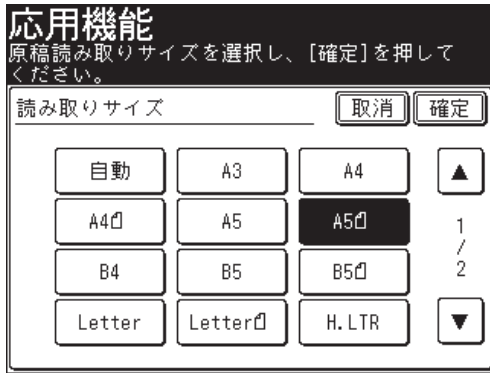 応用機能
原稿読み取りサイズを選択し、[確定]を押して
ください。
読み取りサイズ 取消 確定
自動 A3 A4 ▲
A4 A5 A5 1
/
B4 B5 B5 2
Letter Letter H.LTR ▼